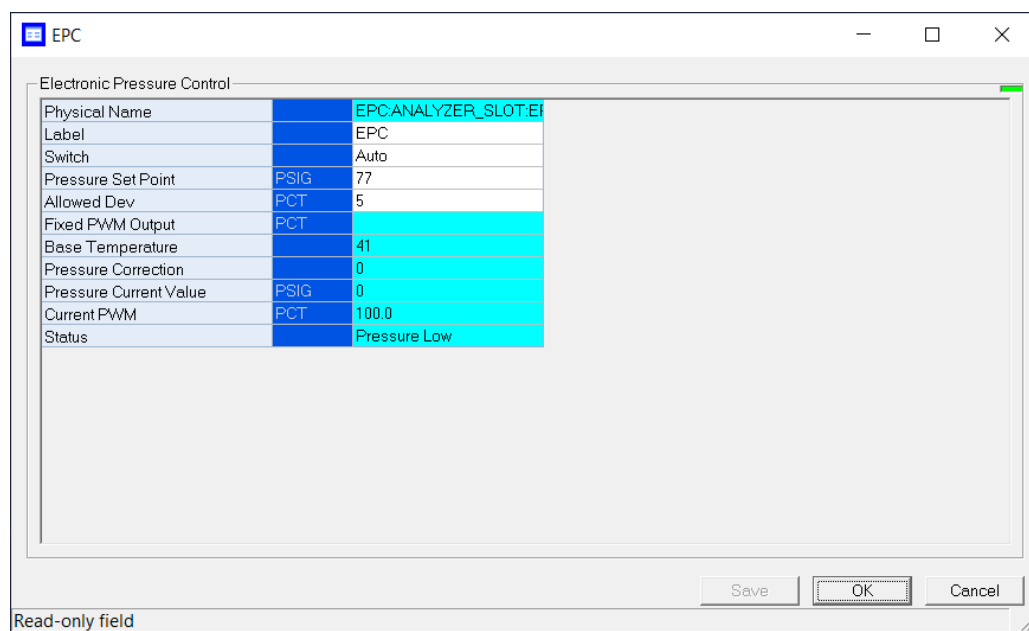 EPC
Electronic Pressure Control
Physical Name EPC:ANALYZER_SLOT:
Label EPC
Switch Auto
Pressure Set Point PSIG 77
Allowed Dev PCT 5
Fixed PWM Output PCT
Base Temperature 41
Pressure Correction 0
Pressure Current Value PSIG 0
Current PWM PCT 100.0
Status Pressure Low
Save OK Cancel
Read-only field